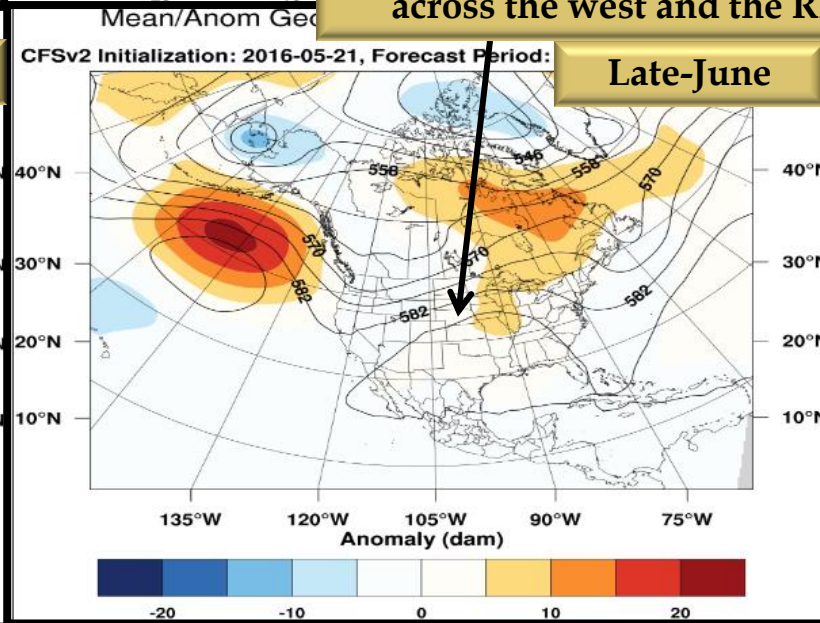 across the west and the R
Mean/Anom Geo
CFSv2 Initialization: 2016-05-21, Forecast Period:
Late-June
40°N
30°N
20°N
10°N
558
546
558
570
570
570
582
582
582
40°N
30°N
20°N
10°N
135°W 120°W 105°W 90°W 75°W
Anomaly (dam)
-20 -10 0 10 20